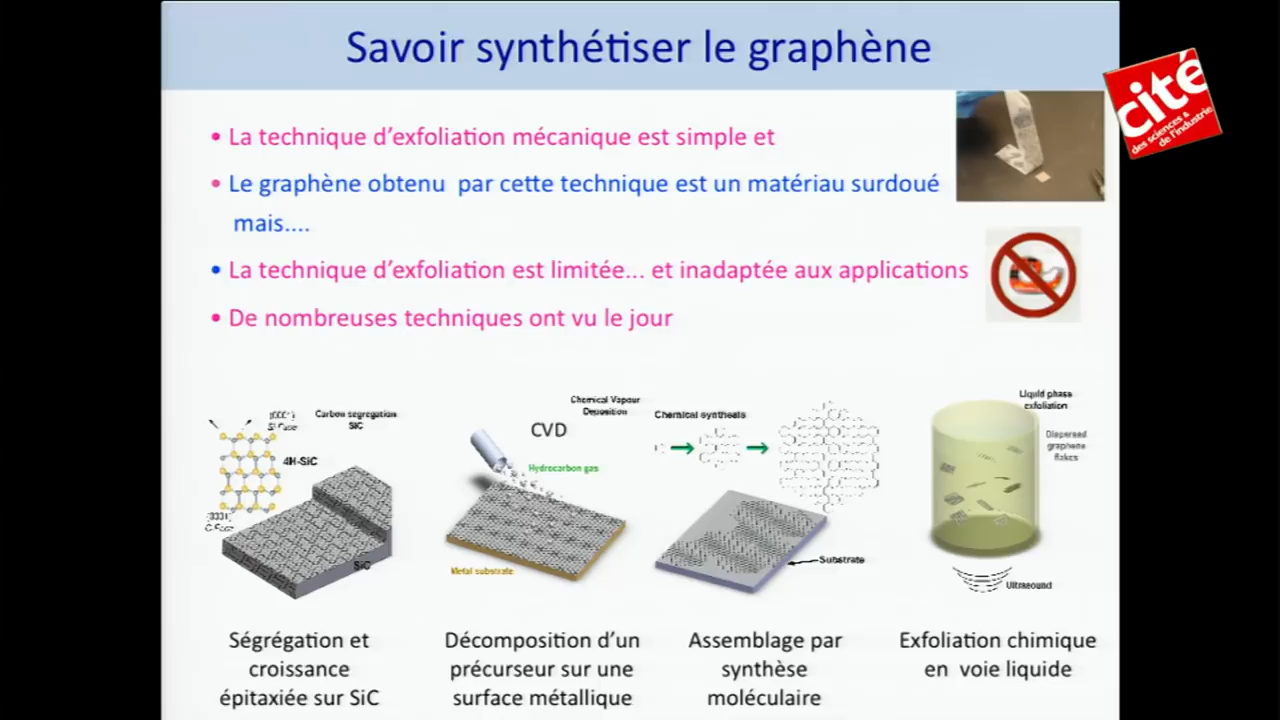 Savoir synthétiser le graphène
cité
des sciences &
de l'industrie
• La technique d'exfoliation mécanique est simple et
• Le graphène obtenu par cette technique est un matériau surdoué
mais....
• La technique d'exfoliation est limitée... et inadaptée aux applications
• De nombreuses techniques ont vu le jour
Carbon segregation
SiC
Si Face
4H-SiC
C Face
SiC
Chemical Vapour
Deposition
CVD
Hydrocarbon gas
Metal substrate
Chemical synthesis
Substrate
Liquid phase
exfoliation
Dispersed
graphene
flakes
Ultrasound
Ségrégation et
croissance
épitaxiée sur SiC
Décomposition d'un
précurseur sur une
surface métallique
Assemblage par
synthèse
moléculaire
Exfoliation chimique
en voie liquide